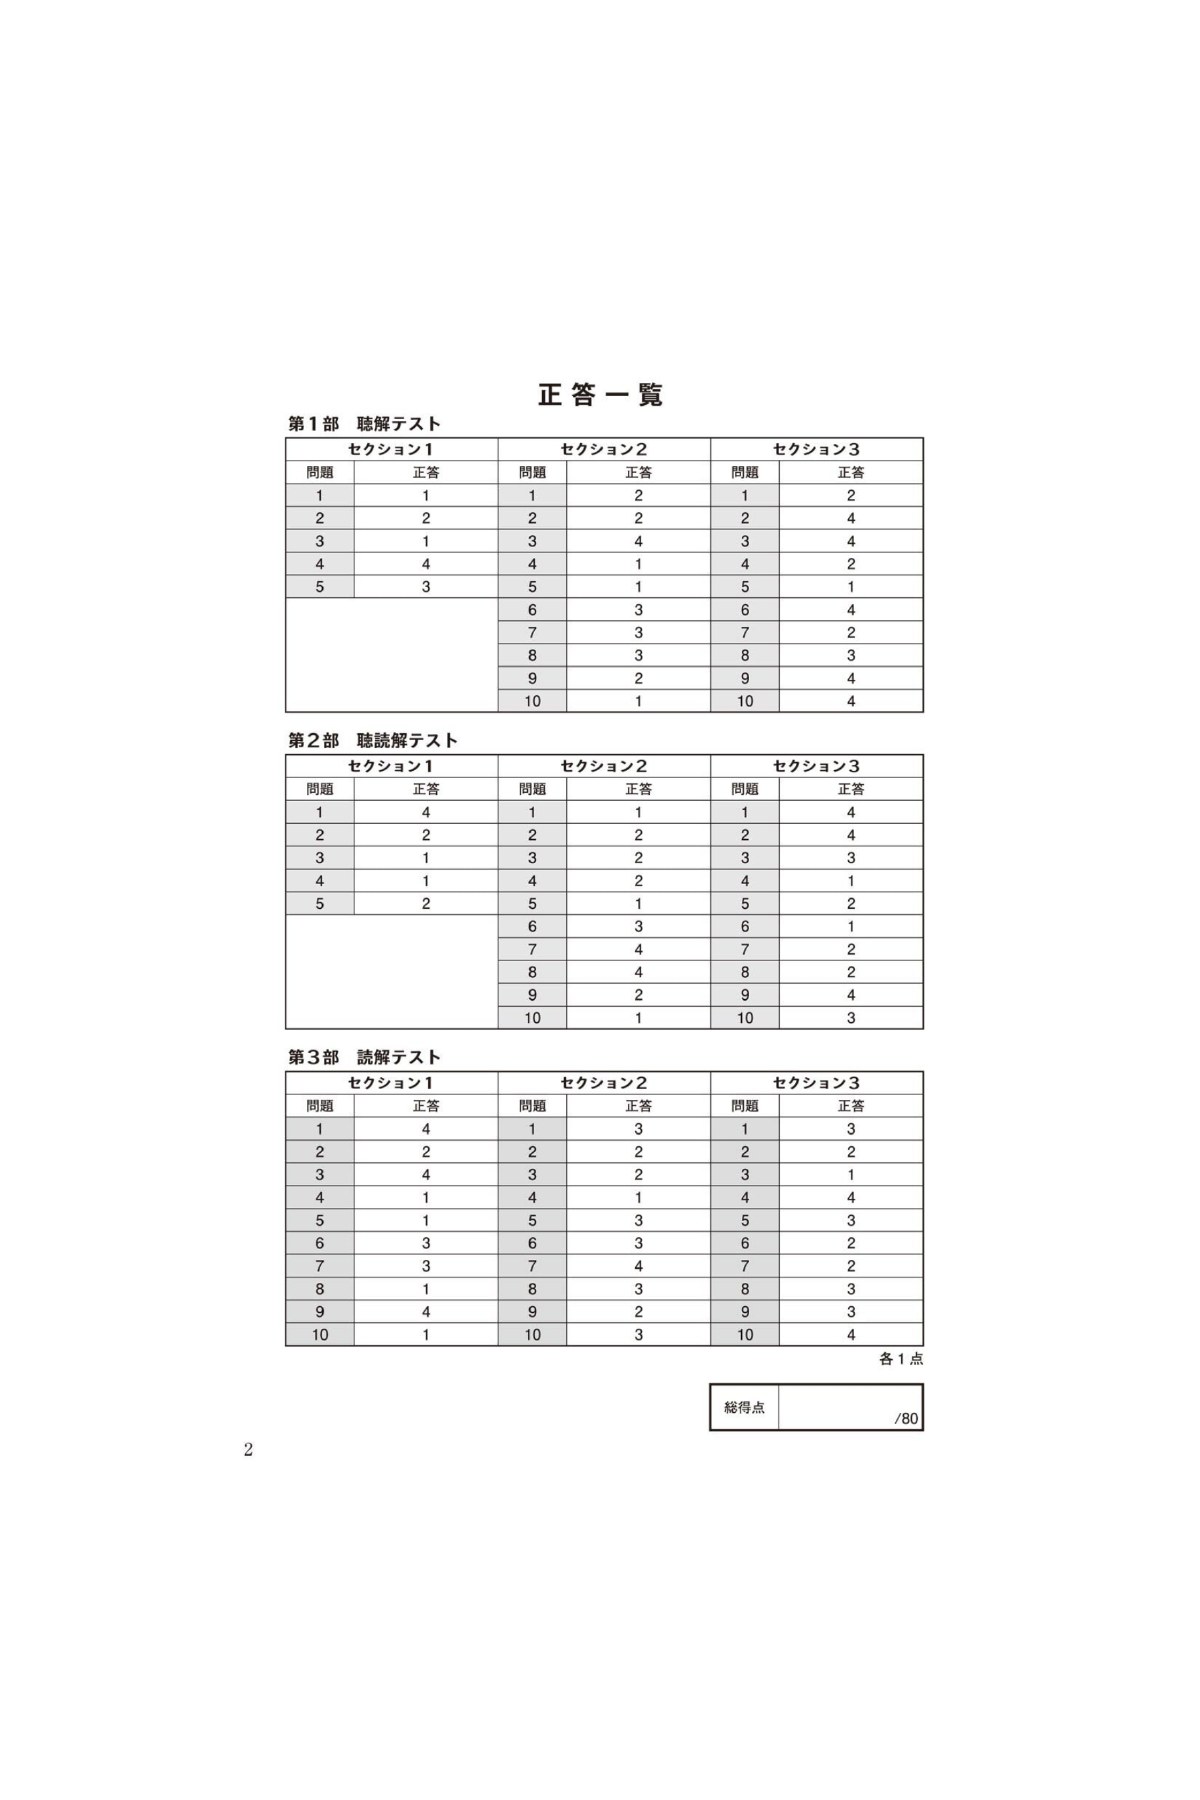 正答一覧
第1部 聴解テスト
セクション1 セクション2 セクション3
問題 正答 問題 正答 問題 正答
1 1 1 2 1 2
2 2 2 2 2 4
3 1 3 4 3 4
4 4 4 1 4 2
5 3 5 1 5 1
6 3 6 4
7 3 7 2
8 3 8 3
9 2 9 4
10 1 10 4
第2部 聴読解テスト
セクション1 セクション2 セクション3
問題 正答 問題 正答 問題 正答
1 4 1 1 1 4
2 2 2 2 2 4
3 1 3 2 3 3
4 1 4 2 4 1
5 2 5 1 5 2
6 3 6 1
7 4 7 2
8 4 8 2
9 2 9 4
10 1 10 3
第3部 読解テスト
セクション1 セクション2 セクション3
問題 正答 問題 正答 問題 正答
1 4 1 3 1 3
2 2 2 2 2 2
3 4 3 2 3 1
4 1 4 1 4 4
5 1 5 3 5 3
6 3 6 3 6 2
7 3 7 4 7 2
8 1 8 3 8 3
9 4 9 2 9 3
10 1 10 3 10 4
各1点
総得点 /80
2